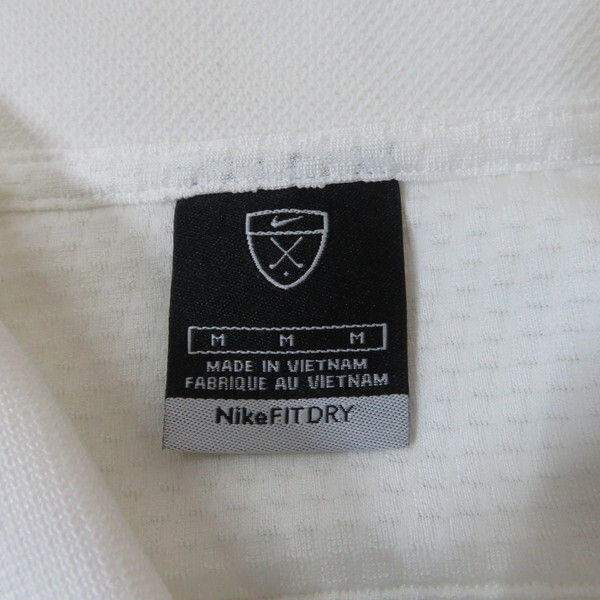 M M M
MADE IN VIETNAM
FABRIQUE AU VIETNAM
NikeFITDRY